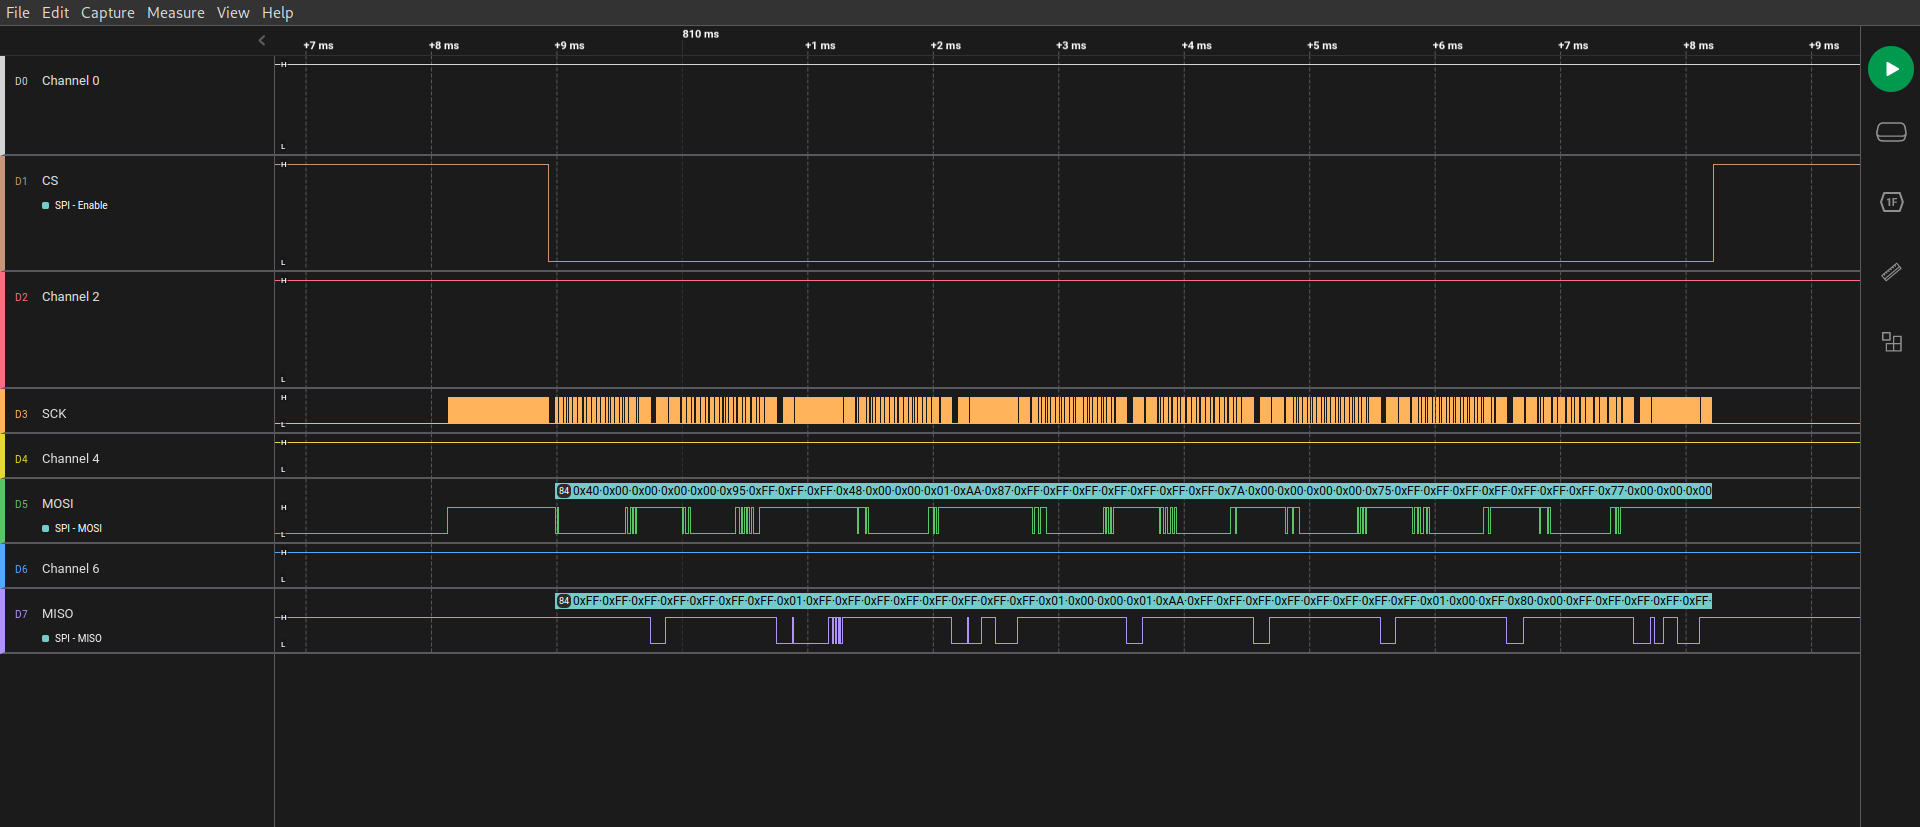 File Edit Capture Measure View Help
810 ms
+7 ms +8 ms +9 ms +1 ms +2 ms +3 ms +4 ms +5 ms +6 ms +7 ms +8 ms +9 ms
D0 Channel 0
H
L
D1 CS
SPI - Enable
H
L
1F
D2 Channel 2
H
L
D3 SCK
H
L
D4 Channel 4
H
L
D5 MOSI
SPI - MOSI
84 0x40·0x00·0x00·0x00·0x00·0x95·0xFF·0xFF·0xFF·0x48·0x00·0x00·0x01·0xAA·0x87·0xFF·0xFF·0xFF·0xFF·0xFF·0xFF·0xFF·0x7A·0x00·0x00·0x00·0x00·0x75·0xFF·0xFF·0xFF·0xFF·0xFF·0xFF·0x77·0x00·0x00·0x00
H
L
D6 Channel 6
H
L
D7 MISO
SPI - MISO
84 0xFF·0xFF·0xFF·0xFF·0xFF·0xFF·0xFF·0x01·0xFF·0xFF·0xFF·0xFF·0xFF·0xFF·0xFF·0xFF·0x01·0x00·0x00·0x01·0xAA·0xFF·0xFF·0xFF·0xFF·0xFF·0xFF·0xFF·0x01·0x00·0xFF·0x80·0x00·0xFF·0xFF·0xFF·0xFF·0xFF·
H
L